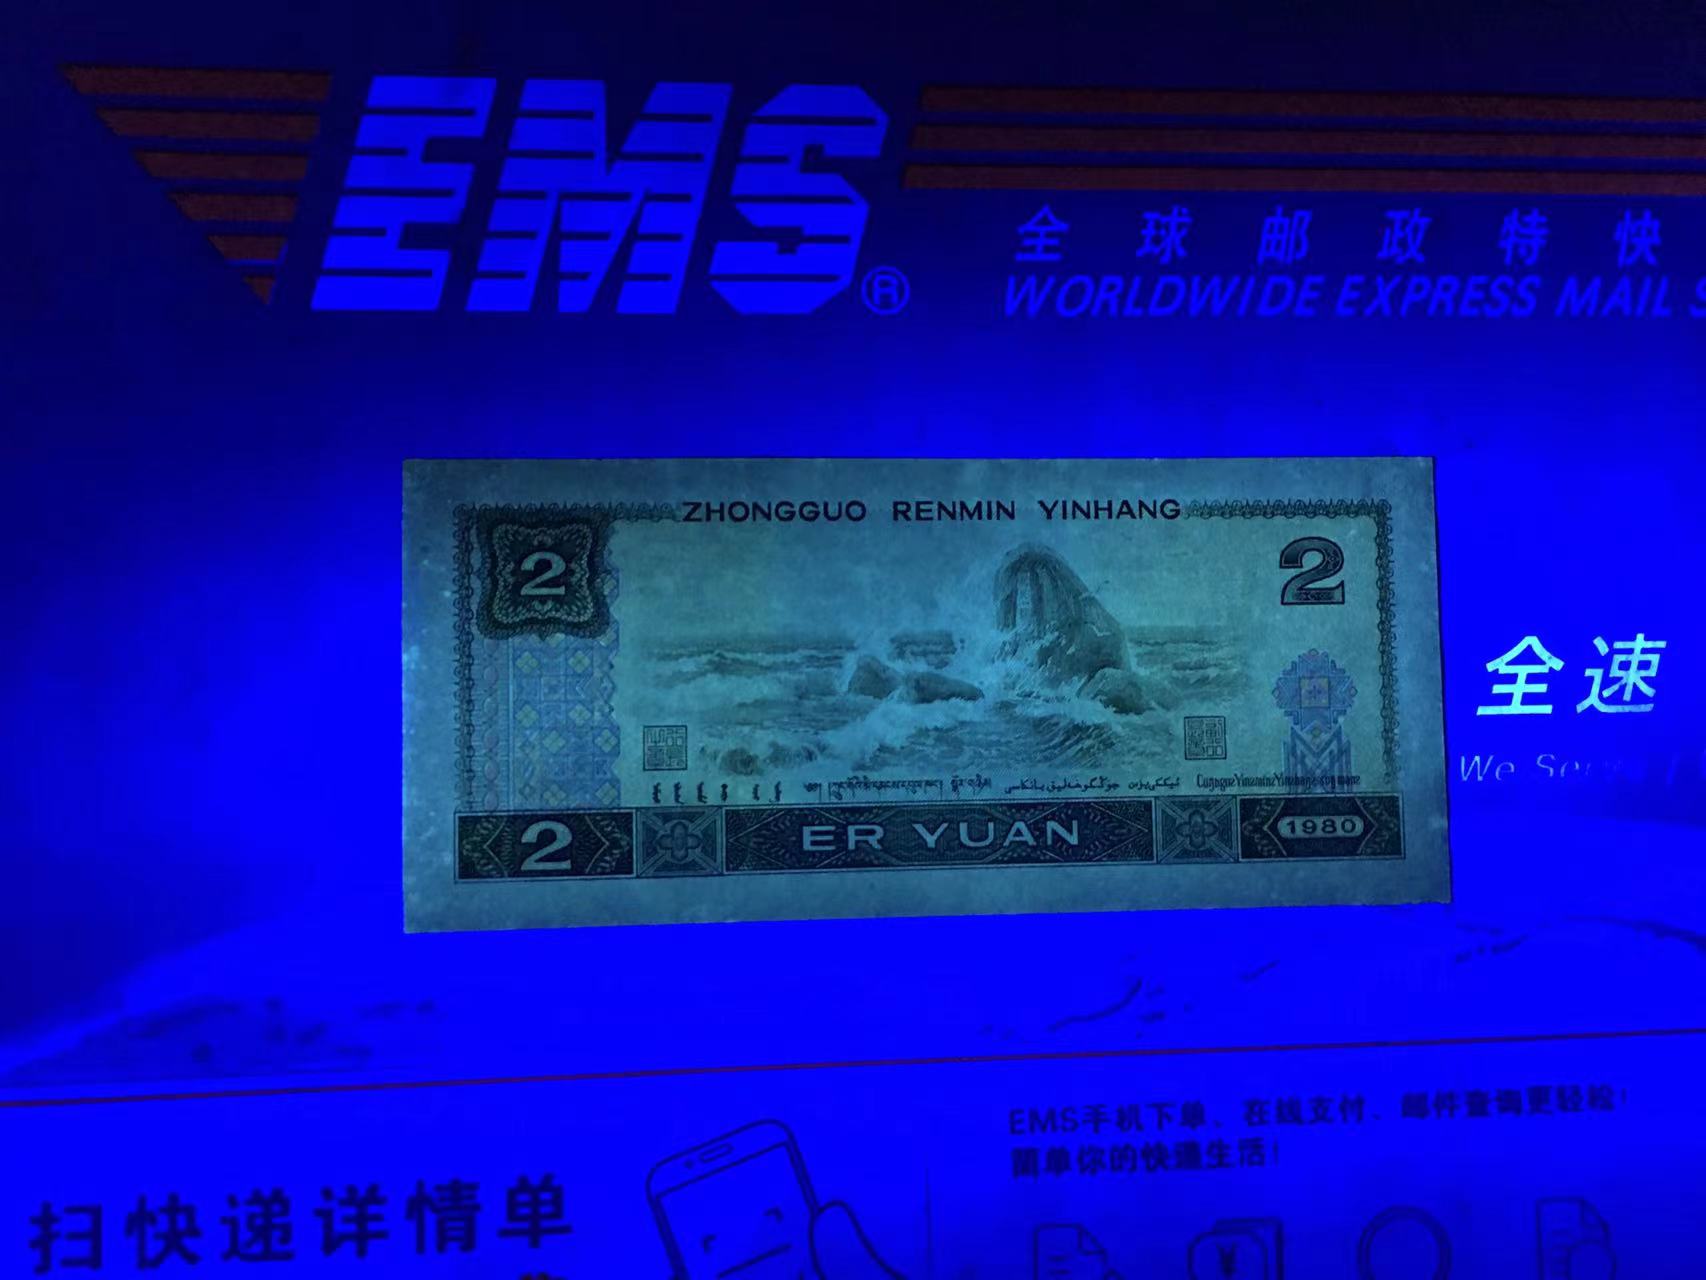 EMS®
全球邮政特快
WORLDWIDE EXPRESS MAIL S
ZHONGGUO RENMIN YINHANG
2
2
全速
We Ser
2
ER YUAN
1980
EMS手机下单、在线支付、邮件查询更轻松!
简单你的快递生活!
扫快递详情单
¥